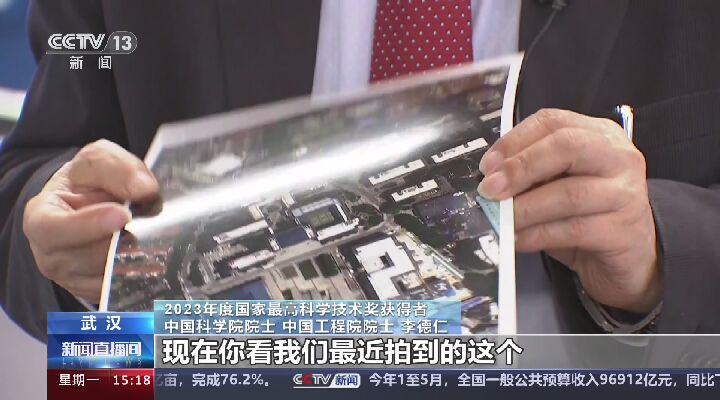 CCTV 13
新闻
2023年度国家最高科学技术奖获得者
中国科学院院士 中国工程院院士 李德仁
武汉
新闻直播间
现在你看我们最近拍到的这个
星期一 15:18 亩，完成76.2%。 CCTV 新闻 今年1至5月，全国一般公共预算收入96912亿元，同比下